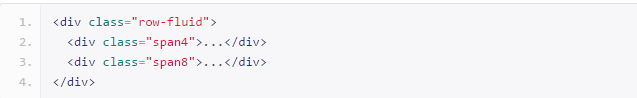 1. <div class="row-fluid">
2.   <div class="span4">...</div>
3.   <div class="span8">...</div>
4. </div>